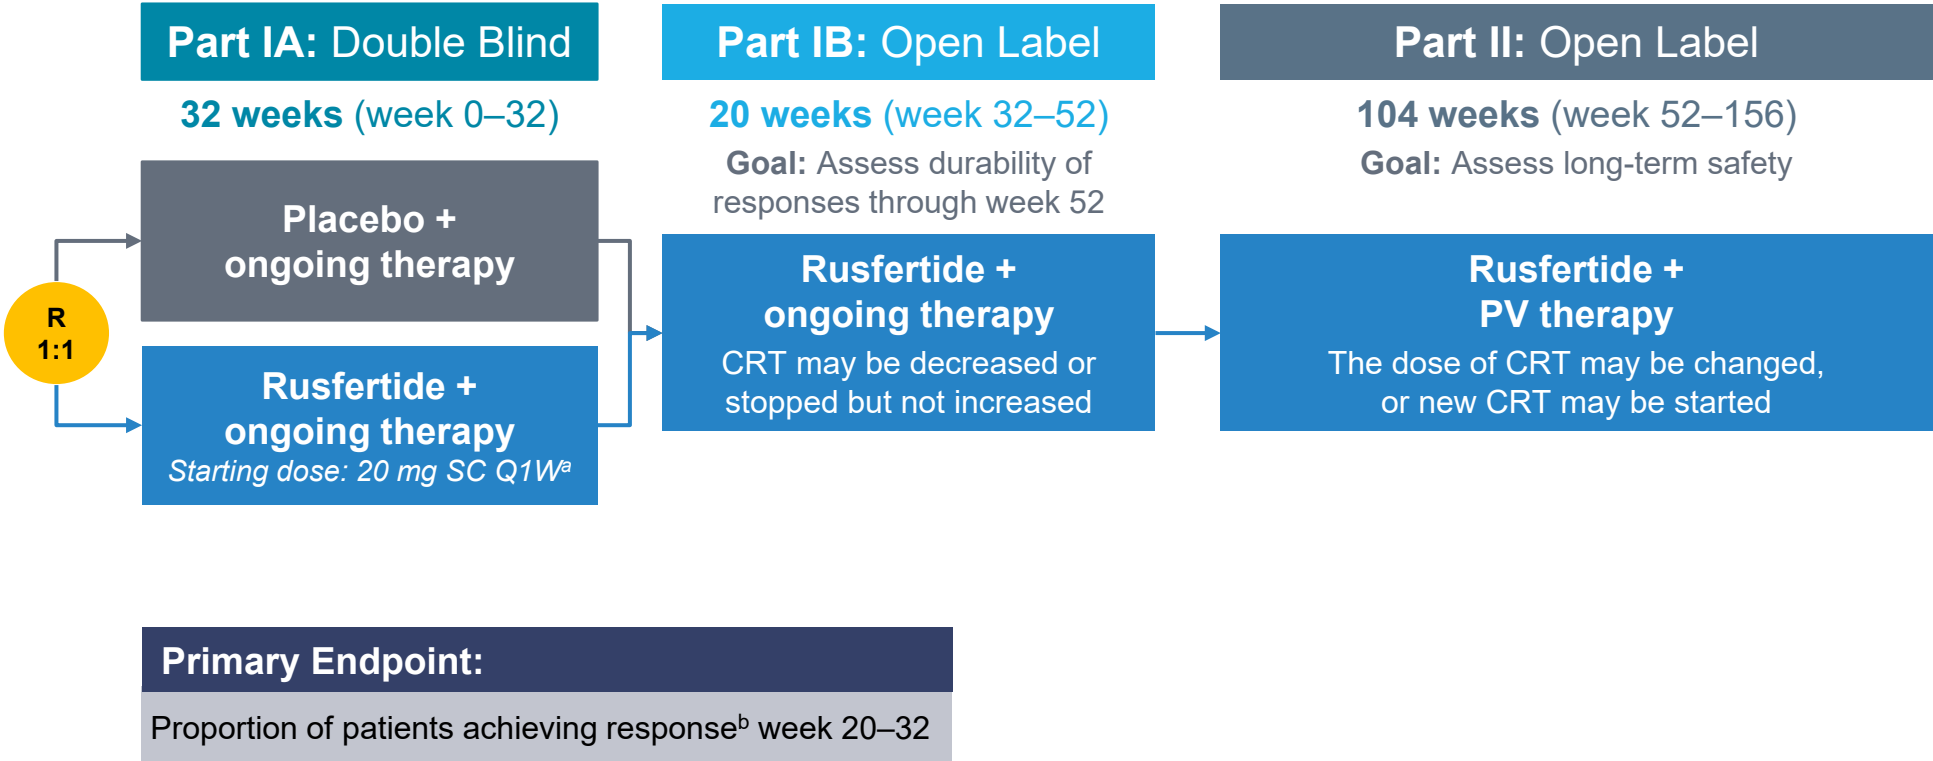 Part IA: Double Blind
32 weeks (week 0–32)
Placebo +
ongoing therapy
R
1:1
Rusfertide +
ongoing therapy
Starting dose: 20 mg SC Q1Wᵃ
Part IB: Open Label
20 weeks (week 32–52)
Goal: Assess durability of
responses through week 52
Rusfertide +
ongoing therapy
CRT may be decreased or
stopped but not increased
Part II: Open Label
104 weeks (week 52–156)
Goal: Assess long-term safety
Rusfertide +
PV therapy
The dose of CRT may be changed,
or new CRT may be started
Primary Endpoint:
Proportion of patients achieving responseᵇ week 20–32